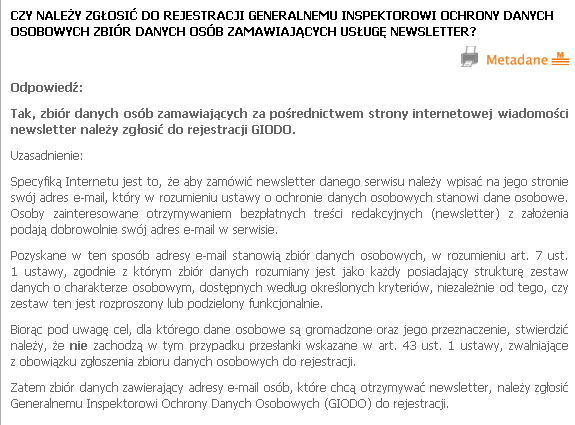 CZY NALEŻY ZGŁOSIĆ DO REJESTRACJI GENERALNEMU INSPEKTOROWI OCHRONY DANYCH
OSOBOWYCH ZBIÓR DANYCH OSÓB ZAMAWIAJĄCYCH USŁUGĘ NEWSLETTER?
Metadane M
Odpowiedź:
Tak, zbiór danych osób zamawiających za pośrednictwem strony internetowej wiadomości
newsletter należy zgłosić do rejestracji GIODO.
Uzasadnienie:
Specyfiką Internetu jest to, że aby zamówić newsletter danego serwisu należy wpisać na jego stronie
swój adres e-mail, który w rozumieniu ustawy o ochronie danych osobowych stanowi dane osobowe.
Osoby zainteresowane otrzymywaniem bezpłatnych treści redakcyjnych (newsletter) z założenia
podają dobrowolnie swój adres e-mail w serwisie.
Pozyskane w ten sposób adresy e-mail stanowią zbiór danych osobowych, w rozumieniu art. 7 ust.
1 ustawy, zgodnie z którym zbiór danych rozumiany jest jako każdy posiadający strukturę zestaw
danych o charakterze osobowym, dostępnych według określonych kryteriów, niezależnie od tego, czy
zestaw ten jest rozproszony lub podzielony funkcjonalnie.
Biorąc pod uwagę cel, dla którego dane osobowe są gromadzone oraz jego przeznaczenie, stwierdzić
należy, że nie zachodzą w tym przypadku przesłanki wskazane w art. 43 ust. 1 ustawy, zwalniające
z obowiązku zgłoszenia zbioru danych osobowych do rejestracji.
Zatem zbiór danych zawierający adresy e-mail osób, które chcą otrzymywać newsletter, należy zgłosić
Generalnemu Inspektorowi Ochrony Danych Osobowych (GIODO) do rejestracji.